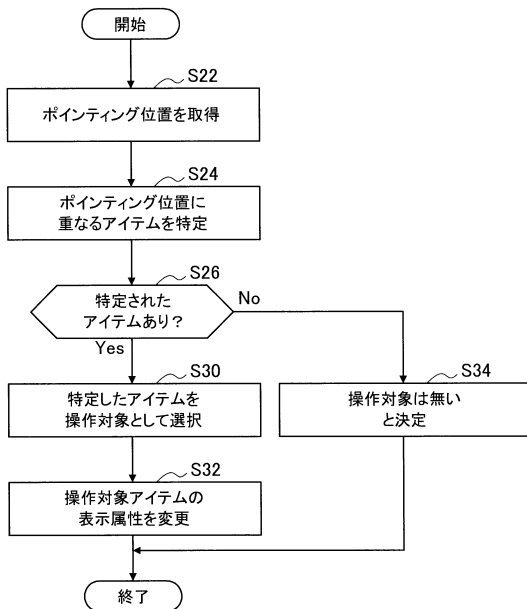 開始
S22
ポインティング位置を取得
S24
ポインティング位置に
重なるアイテムを特定
S26
特定された
アイテムあり？
No
Yes
S30
特定したアイテムを
操作対象として選択
S34
操作対象は無い
と決定
S32
操作対象アイテムの
表示属性を変更
終了